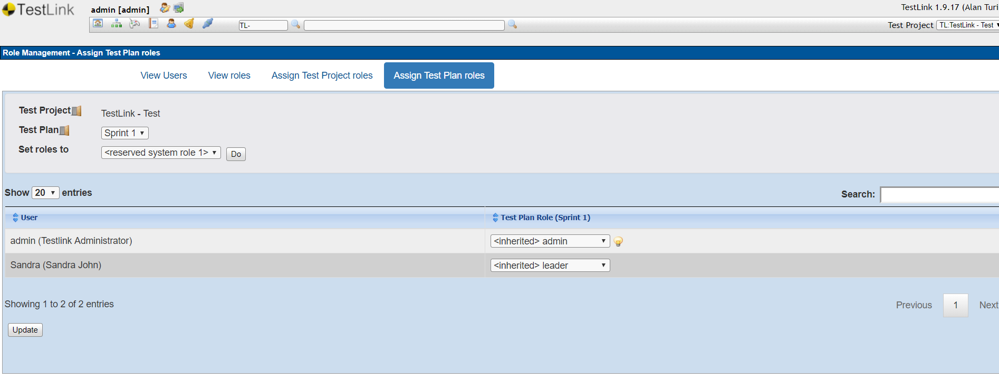 TestLink
admin [admin]
TestLink 1.9.17 (Alan Turi
TL-
Test Project TL:TestLink - Test
Role Management - Assign Test Plan roles
View Users View roles Assign Test Project roles Assign Test Plan roles
Test Project TestLink - Test
Test Plan Sprint 1
Set roles to <reserved system role 1> Do
Show 20 entries
Search:
User Test Plan Role (Sprint 1)
admin (Testlink Administrator) <inherited> admin
Sandra (Sandra John) <inherited> leader
Showing 1 to 2 of 2 entries
Previous 1 Next
Update